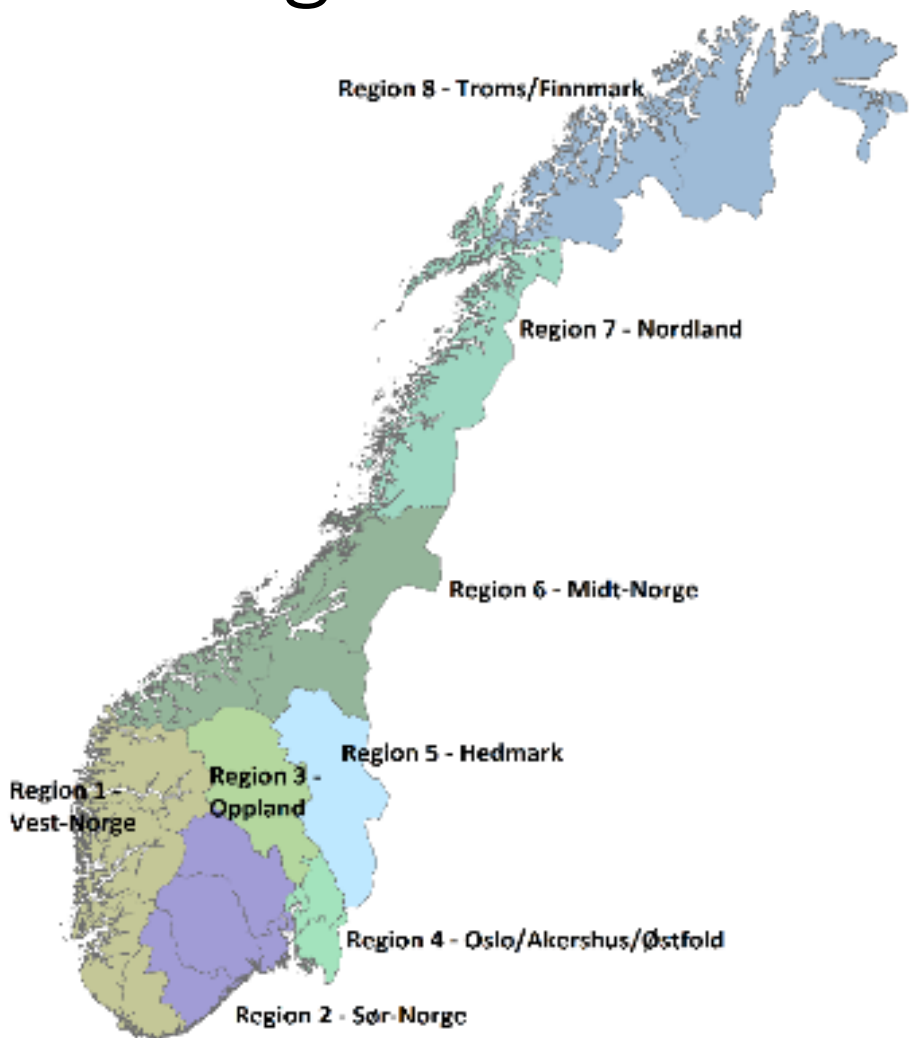 Region 8 - Troms/Finnmark
Region 7 - Nordland
Region 6 - Midt-Norge
Region 5 - Hedmark
Region 3 -
Oppland
Region 1 -
Vest-Norge
Region 4 - Oslo/Akershus/Østfold
Region 2 - Sør-Norge